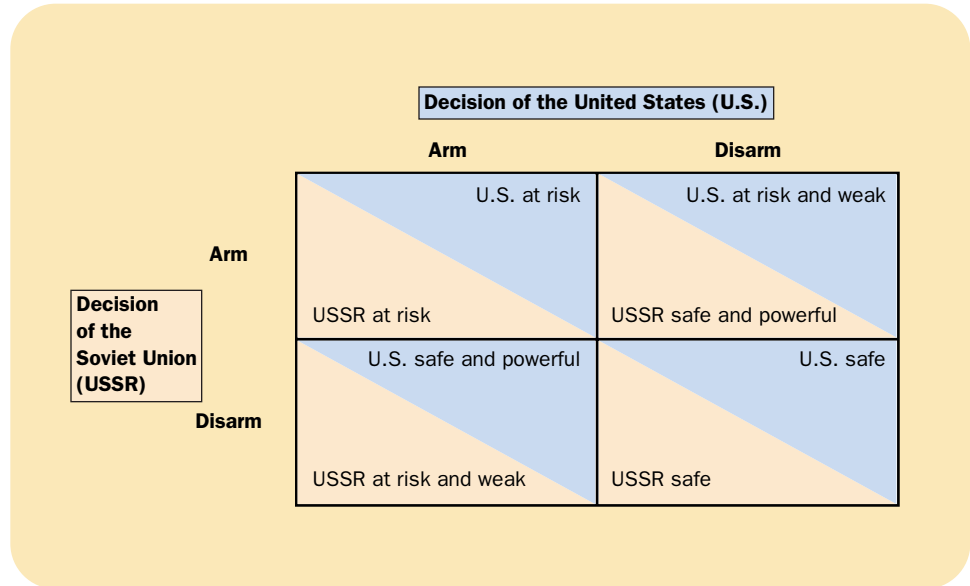 Decision of the United States (U.S.)
Arm
Disarm
U.S. at risk
U.S. at risk and weak
Arm
Decision
of the
Soviet Union
(USSR)
USSR at risk
USSR safe and powerful
U.S. safe and powerful
U.S. safe
Disarm
USSR at risk and weak
USSR safe